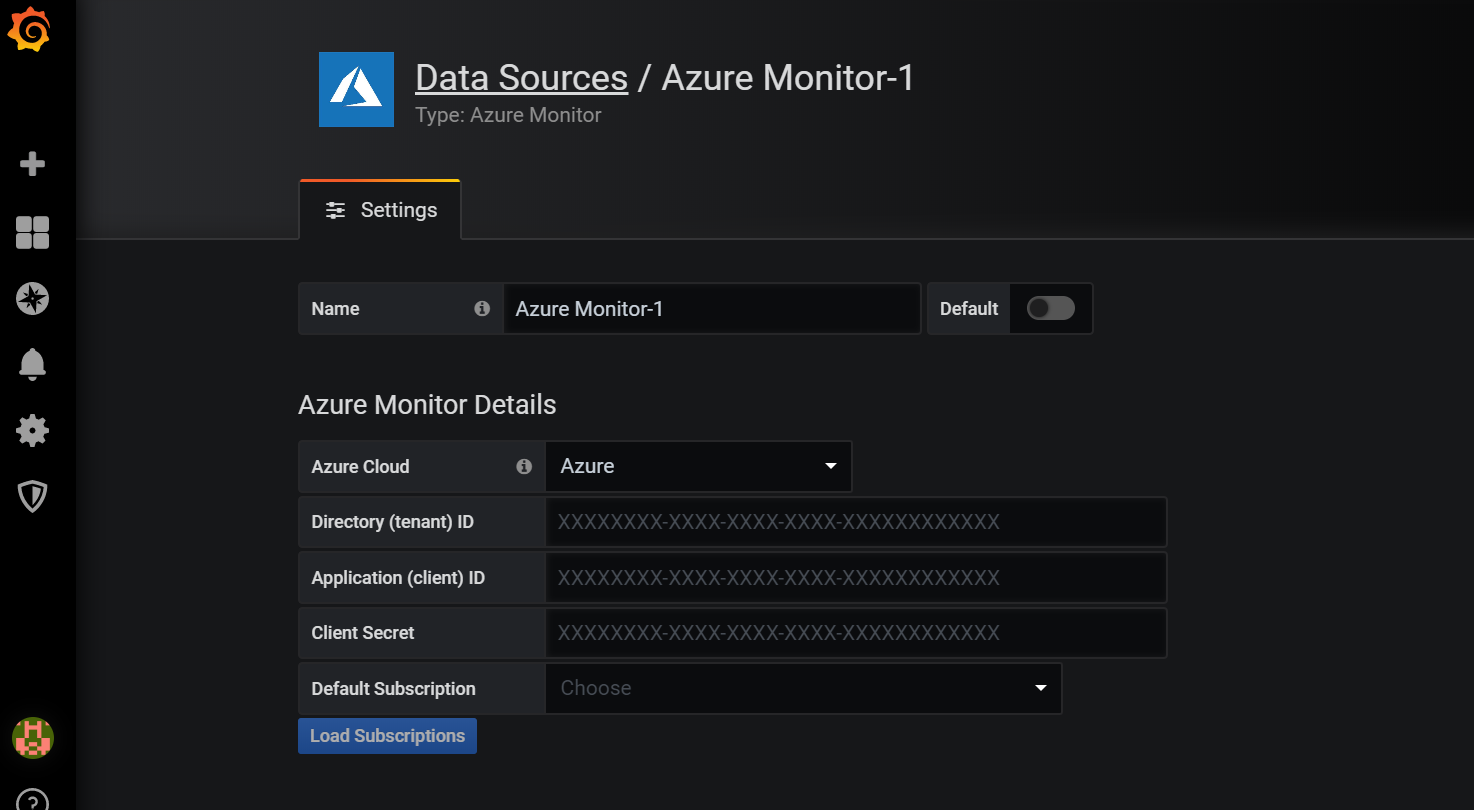 Data Sources / Azure Monitor-1
Type: Azure Monitor
Settings
Name Azure Monitor-1 Default
Azure Monitor Details
Azure Cloud Azure
Directory (tenant) ID XXXXXXXX-XXXX-XXXX-XXXX-XXXXXXXXXXXX
Application (client) ID XXXXXXXX-XXXX-XXXX-XXXX-XXXXXXXXXXXX
Client Secret XXXXXXXX-XXXX-XXXX-XXXX-XXXXXXXXXXXX
Default Subscription Choose
Load Subscriptions